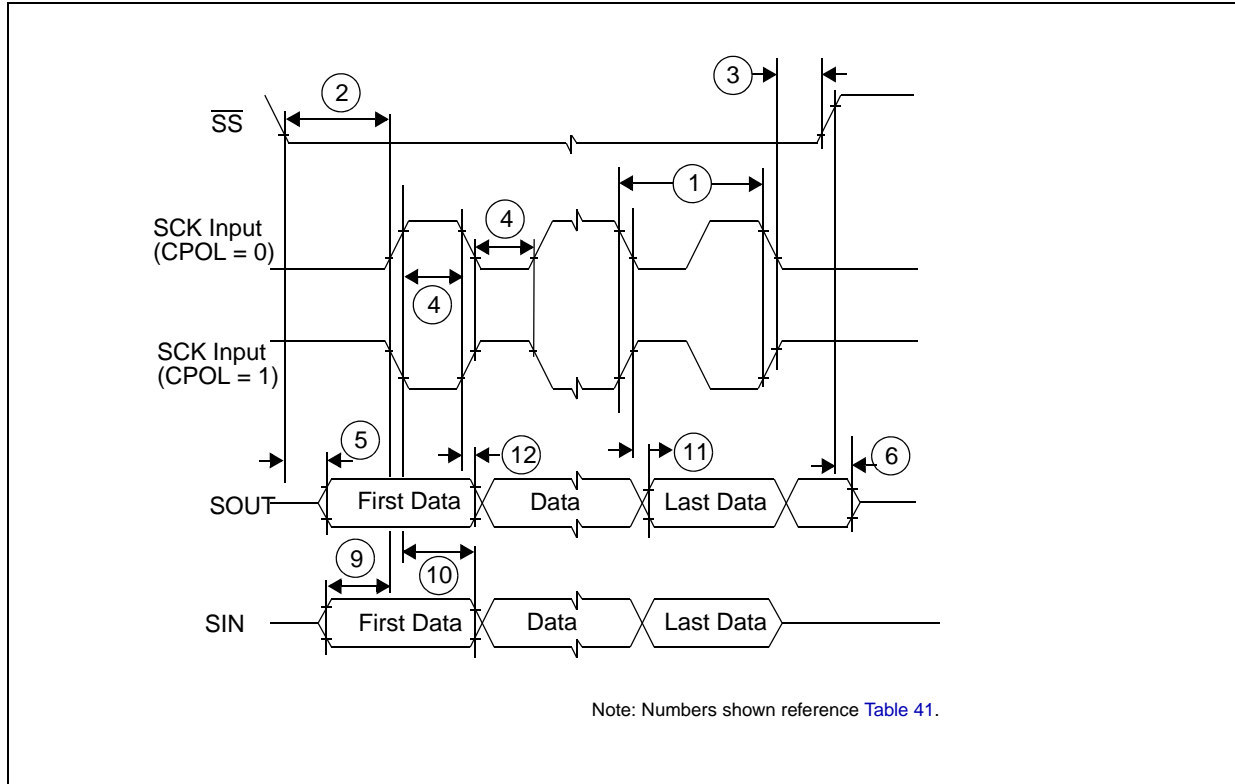 3
2
SS
1
SCK Input
(CPOL = 0)
4
4
SCK Input
(CPOL = 1)
5
12
11
6
SOUT
First Data
Data
Last Data
9
10
SIN
First Data
Data
Last Data
Note: Numbers shown reference Table 41.